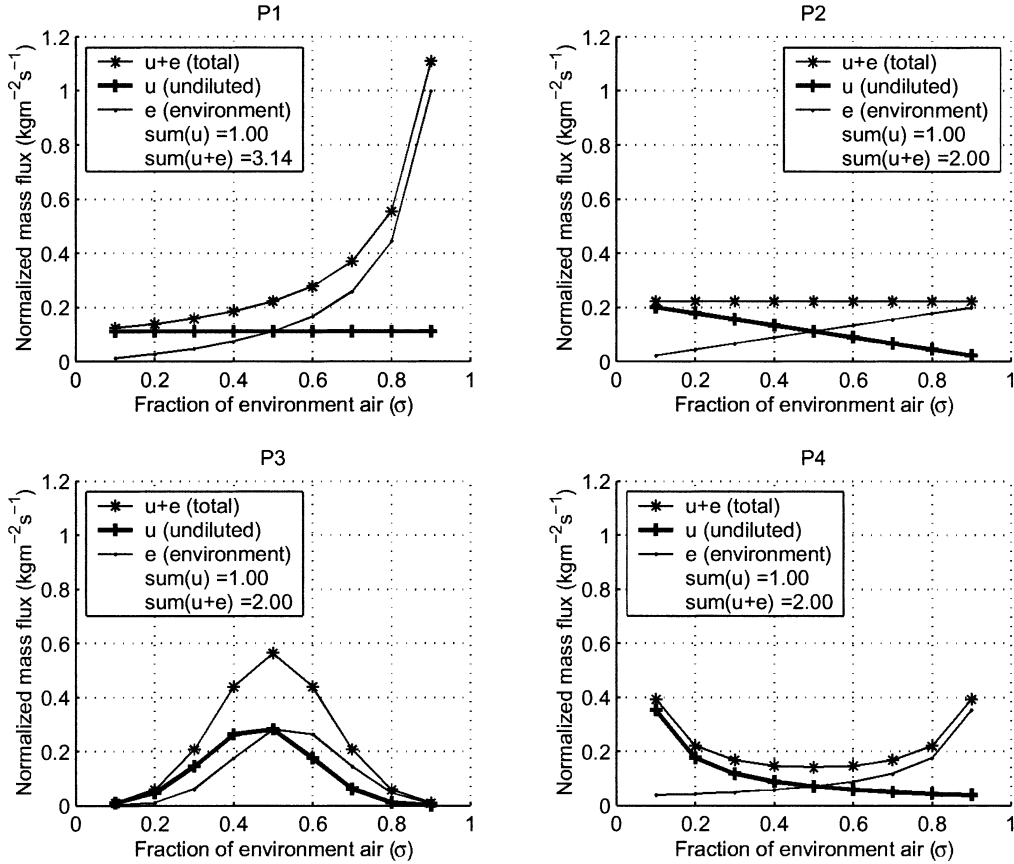 P1
Normalized mass flux (kgm−2s−1)
1.2
1
0.8
0.6
0.4
0.2
0
u+e (total)
u (undiluted)
e (environment)
sum(u) =1.00
sum(u+e) =3.14
0 0.2 0.4 0.6 0.8 1
Fraction of environment air (σ)
P2
Normalized mass flux (kgm−2s−1)
1.2
1
0.8
0.6
0.4
0.2
0
u+e (total)
u (undiluted)
e (environment)
sum(u) =1.00
sum(u+e) =2.00
0 0.2 0.4 0.6 0.8 1
Fraction of environment air (σ)
P3
Normalized mass flux (kgm−2s−1)
1.2
1
0.8
0.6
0.4
0.2
0
u+e (total)
u (undiluted)
e (environment)
sum(u) =1.00
sum(u+e) =2.00
0 0.2 0.4 0.6 0.8 1
Fraction of environment air (σ)
P4
Normalized mass flux (kgm−2s−1)
1.2
1
0.8
0.6
0.4
0.2
0
u+e (total)
u (undiluted)
e (environment)
sum(u) =1.00
sum(u+e) =2.00
0 0.2 0.4 0.6 0.8 1
Fraction of environment air (σ)